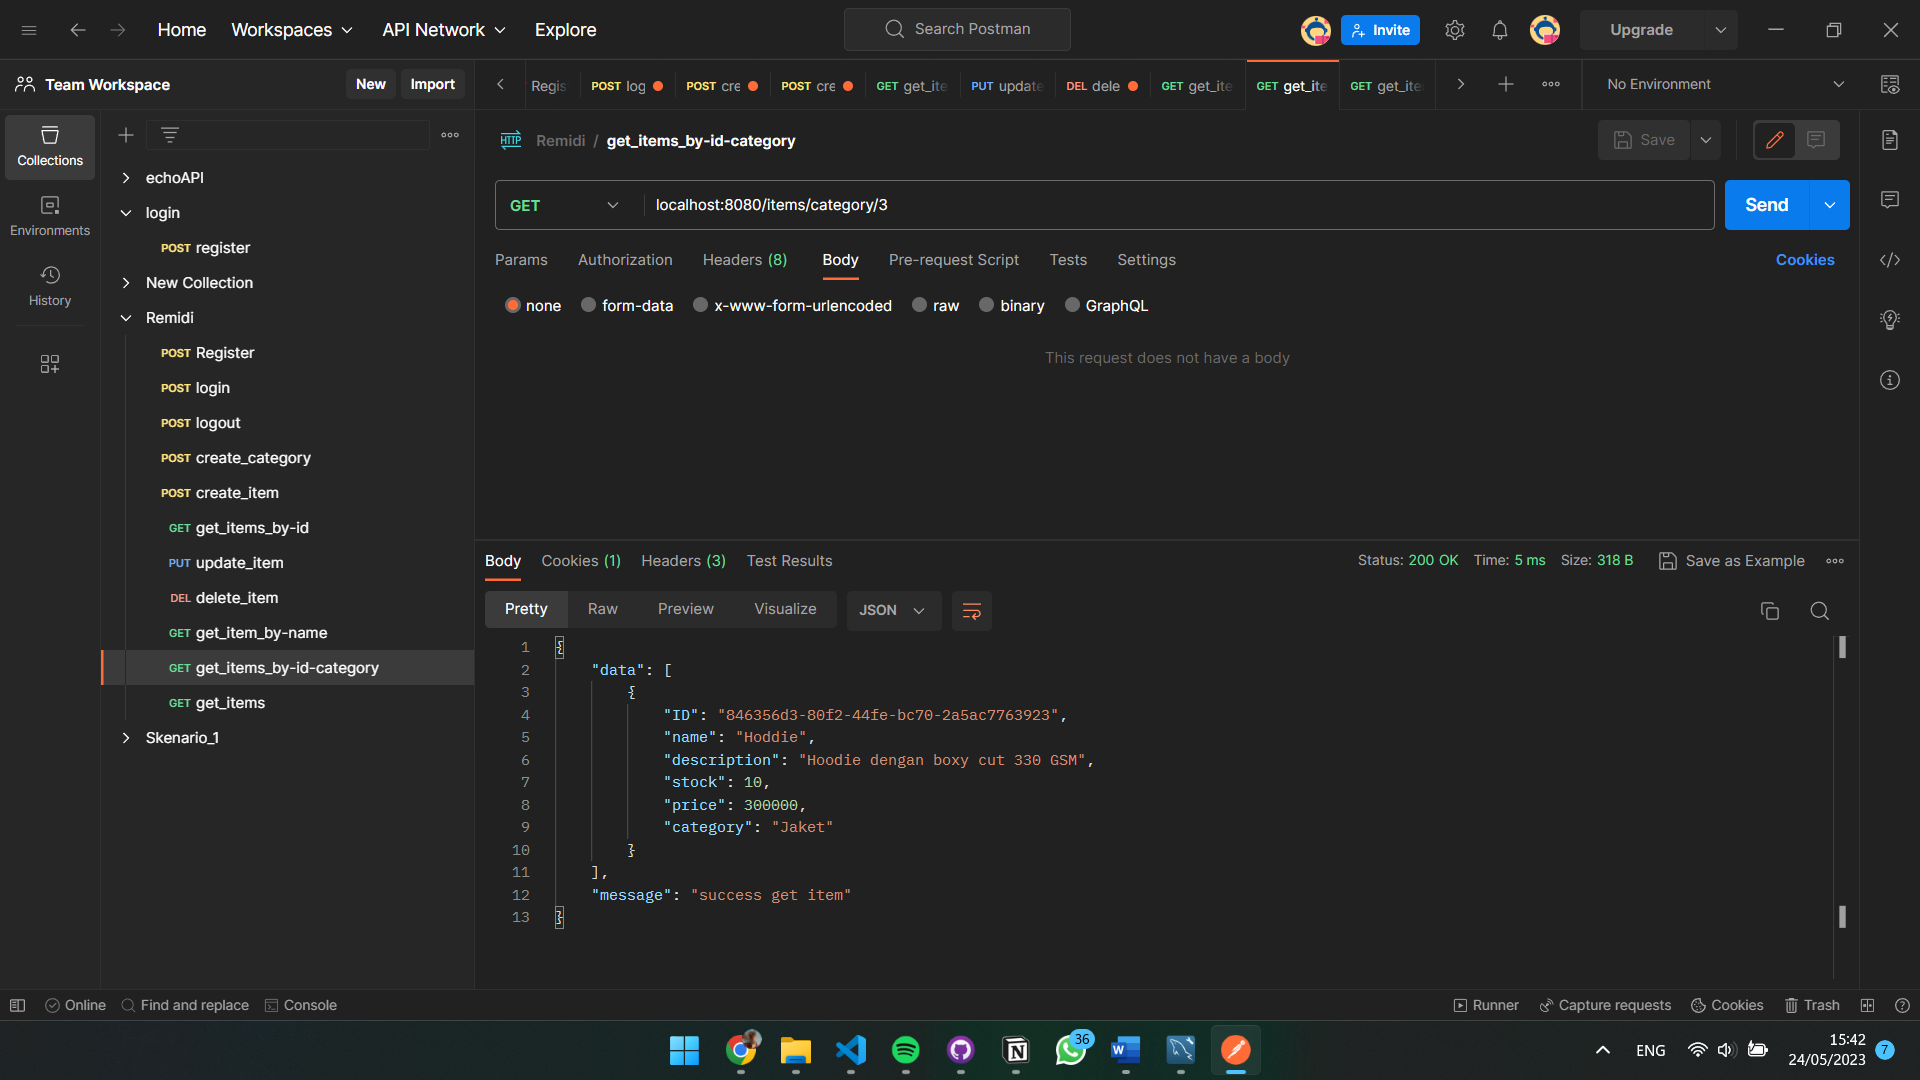 Home Workspaces API Network Explore Search Postman Invite Upgrade
Team Workspace New Import
Regis POST log POST cre POST cre GET get_ite PUT update DEL dele GET get_ite GET get_ite GET get_ite No Environment
Collections
Environments
History
echoAPI
login
POST register
New Collection
Remidi
POST Register
POST login
POST logout
POST create_category
POST create_item
GET get_items_by-id
PUT update_item
DEL delete_item
GET get_item_by-name
GET get_items_by-id-category
GET get_items
Skenario_1
HTTP Remidi / get_items_by-id-category Save
GET localhost:8080/items/category/3 Send
Params Authorization Headers (8) Body Pre-request Script Tests Settings Cookies
none form-data x-www-form-urlencoded raw binary GraphQL
This request does not have a body
Body Cookies (1) Headers (3) Test Results Status: 200 OK Time: 5 ms Size: 318 B Save as Example
Pretty Raw Preview Visualize JSON
1 {
2 "data": [
3 {
4 "ID": "846356d3-80f2-44fe-bc70-2a5ac7763923",
5 "name": "Hoddie",
6 "description": "Hoodie dengan boxy cut 330 GSM",
7 "stock": 10,
8 "price": 300000,
9 "category": "Jaket"
10 }
11 ],
12 "message": "success get item"
13 }
Online Find and replace Console Runner Capture requests Cookies Trash
36
ENG 15:42
24/05/2023 7